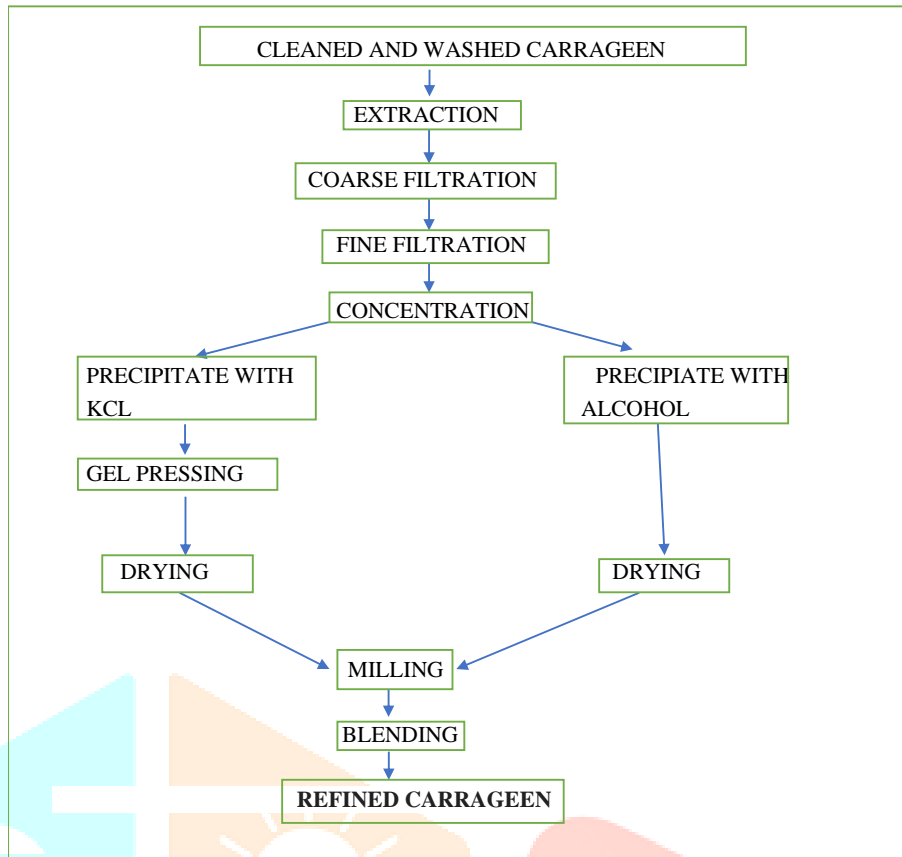 CLEANED AND WASHED CARRAGEEN
EXTRACTION
COARSE FILTRATION
FINE FILTRATION
CONCENTRATION
PRECIPITATE WITH
KCL
PRECIPIATE WITH
ALCOHOL
GEL PRESSING
DRYING
DRYING
MILLING
BLENDING
REFINED CARRAGEEN